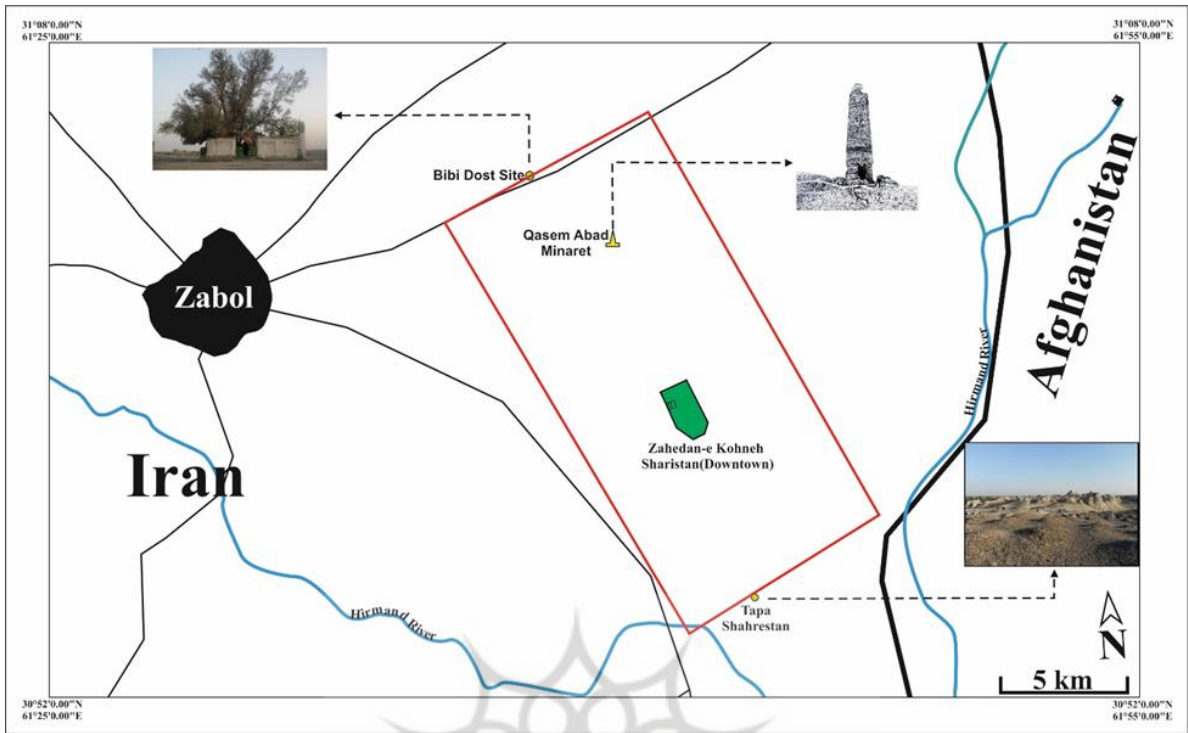 31°08'0.00"N
61°25'0.00"E
31°08'0.00"N
61°55'0.00"E
Bibi Dost Site
Qasem Abad
Minaret
Zabol
Afghanistan
Hirmand River
Zahedan-e Kohneh
Sharistan(Downtown)
Iran
Hirmand River
Tapa
Shahrestan
N
5 km
30°52'0.00"N
61°25'0.00"E
30°52'0.00"N
61°55'0.00"E